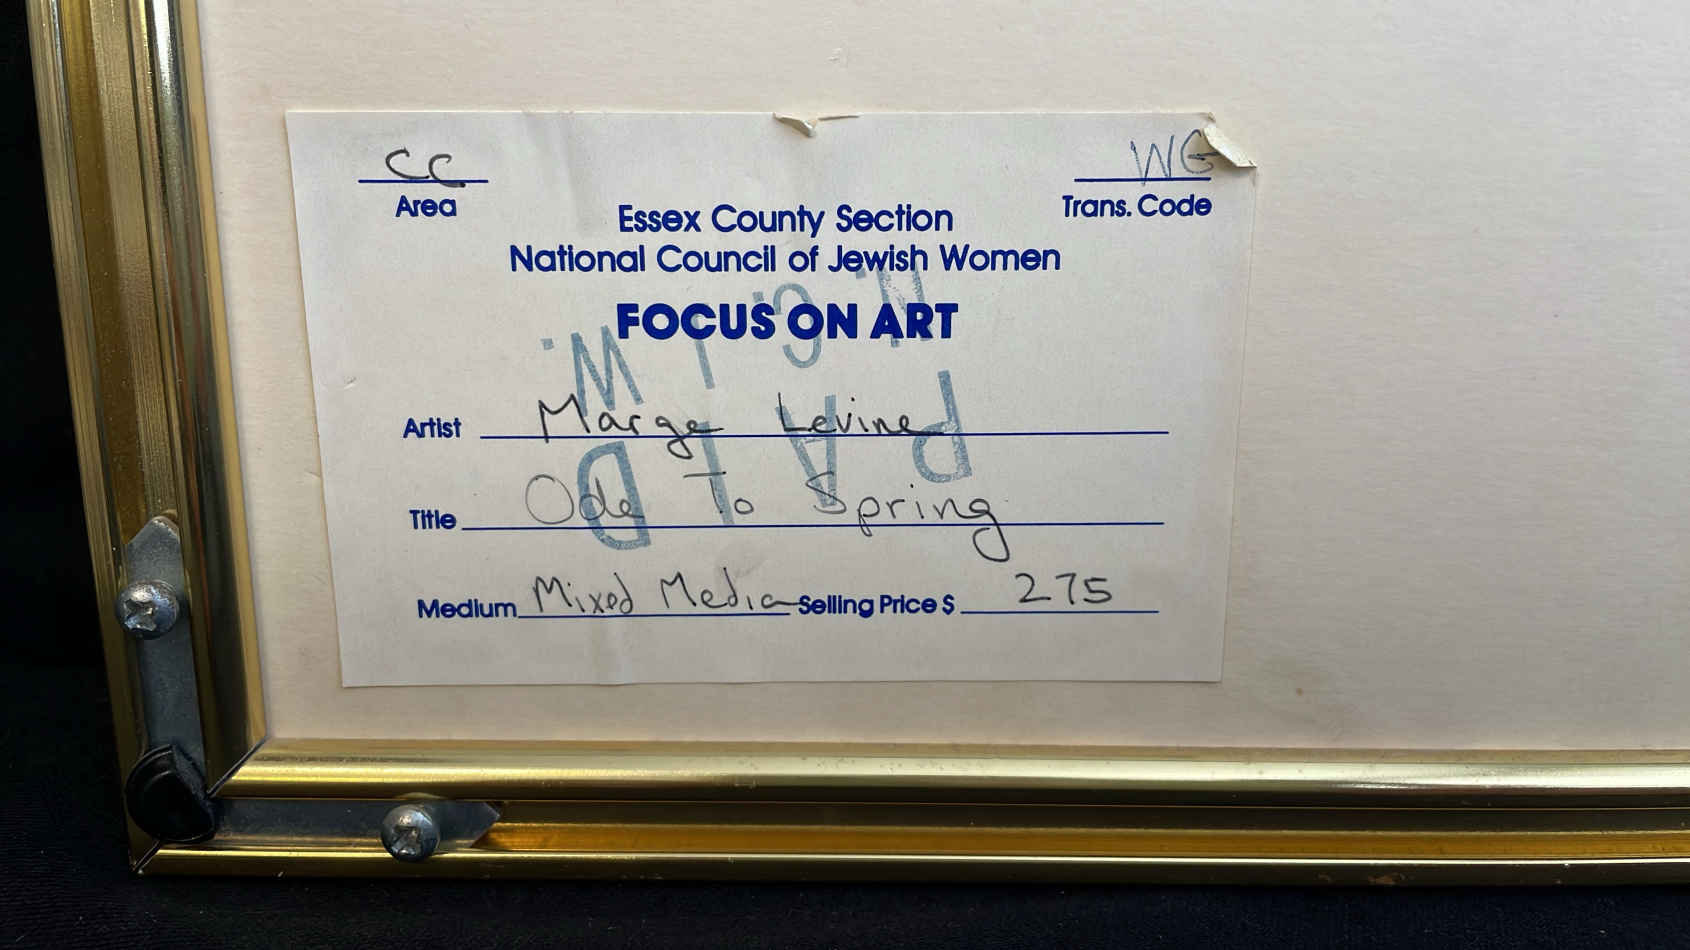 CC
WG
Area
Trans. Code
Essex County Section
National Council of Jewish Women
FOCUS ON ART
N.C.J.W.
PAID
Artist Marge Levine
Title Ode To Spring
Medium Mixed Media Selling Price $ 275